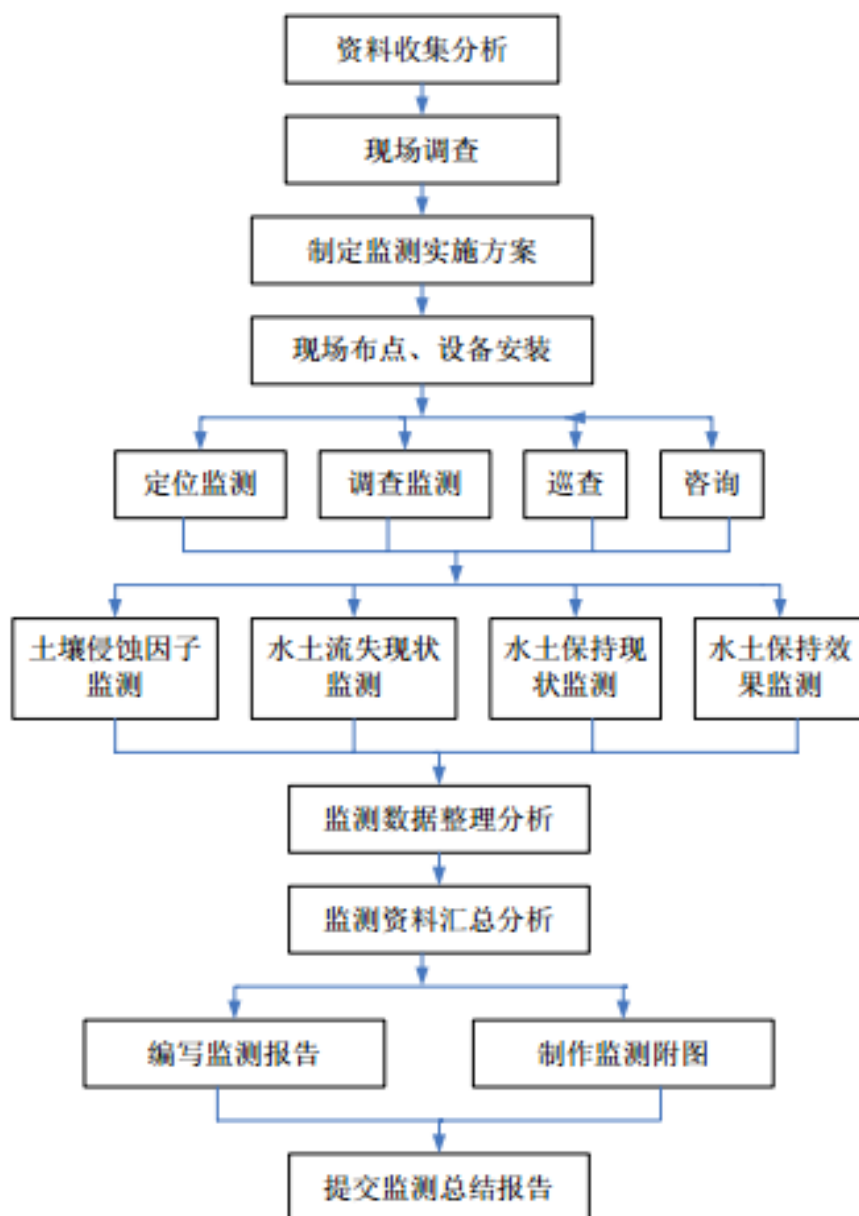 资料收集分析
现场调查
制定监测实施方案
现场布点、设备安装
定位监测
调查监测
巡查
咨询
土壤侵蚀因子
监测
水土流失现状
监测
水土保持现
状监测
水土保持效
果监测
监测数据整理分析
监测资料汇总分析
编写监测报告
制作监测附图
提交监测总结报告